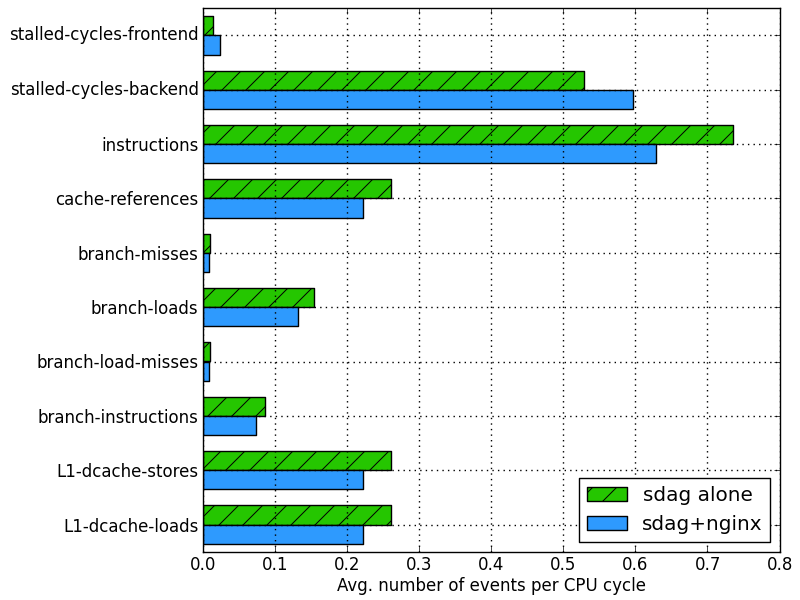 stalled-cycles-frontend
stalled-cycles-backend
instructions
cache-references
branch-misses
branch-loads
branch-load-misses
branch-instructions
L1-dcache-stores
L1-dcache-loads
sdag alone
sdag+nginx
0.0 0.1 0.2 0.3 0.4 0.5 0.6 0.7 0.8
Avg. number of events per CPU cycle